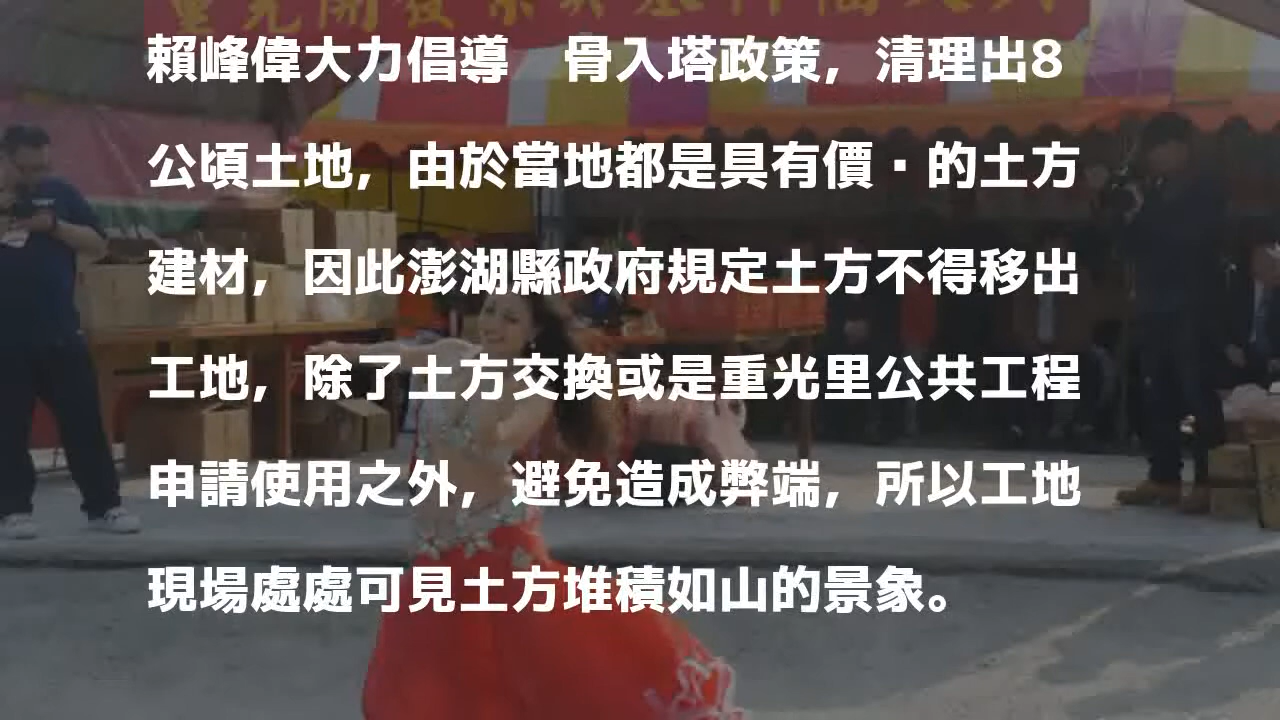 賴峰偉大力倡導　骨入塔政策，清理出8
公頃土地，由於當地都是具有價▪的土方
建材，因此澎湖縣政府規定土方不得移出
工地，除了土方交換或是重光里公共工程
申請使用之外，避免造成弊端，所以工地
現場處處可見土方堆積如山的景象。